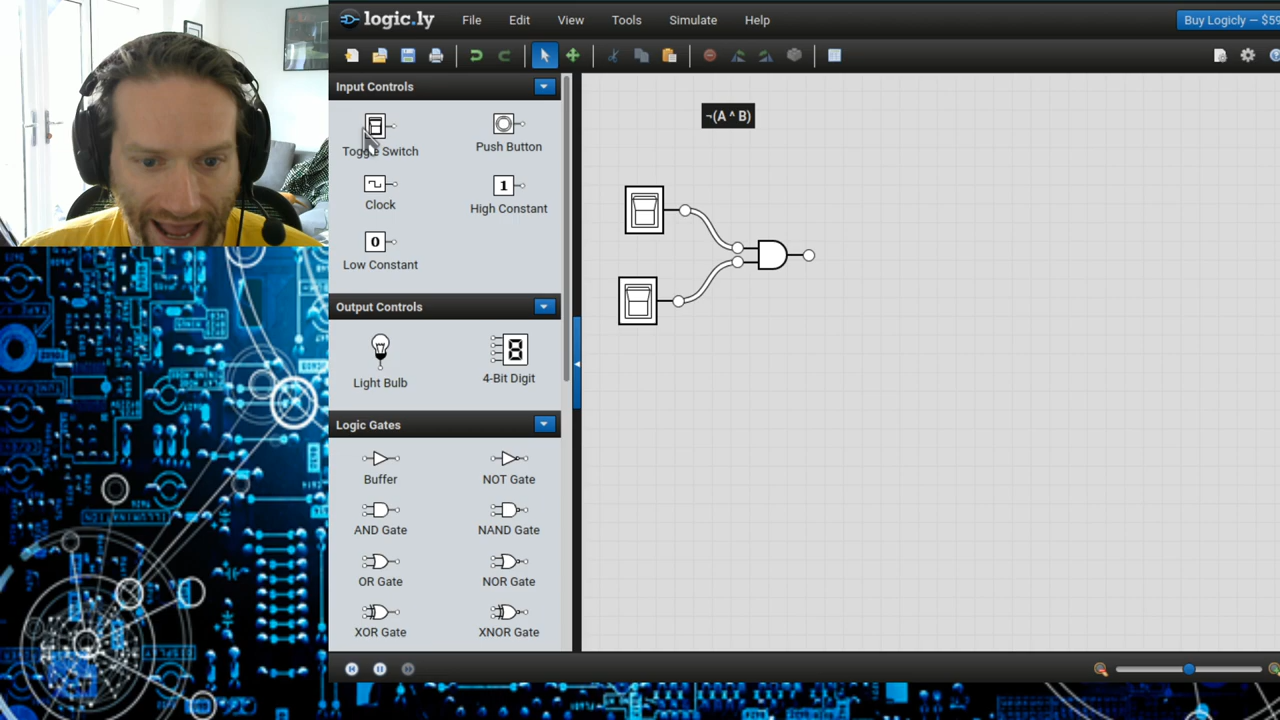 logic.ly
File Edit View Tools Simulate Help
Buy Logicly — $59
Input Controls
¬(A ^ B)
Toggle Switch
Push Button
1
Clock
High Constant
0
Low Constant
Output Controls
8
Light Bulb
4-Bit Digit
Logic Gates
Buffer
NOT Gate
AND Gate
NAND Gate
OR Gate
NOR Gate
XOR Gate
XNOR Gate